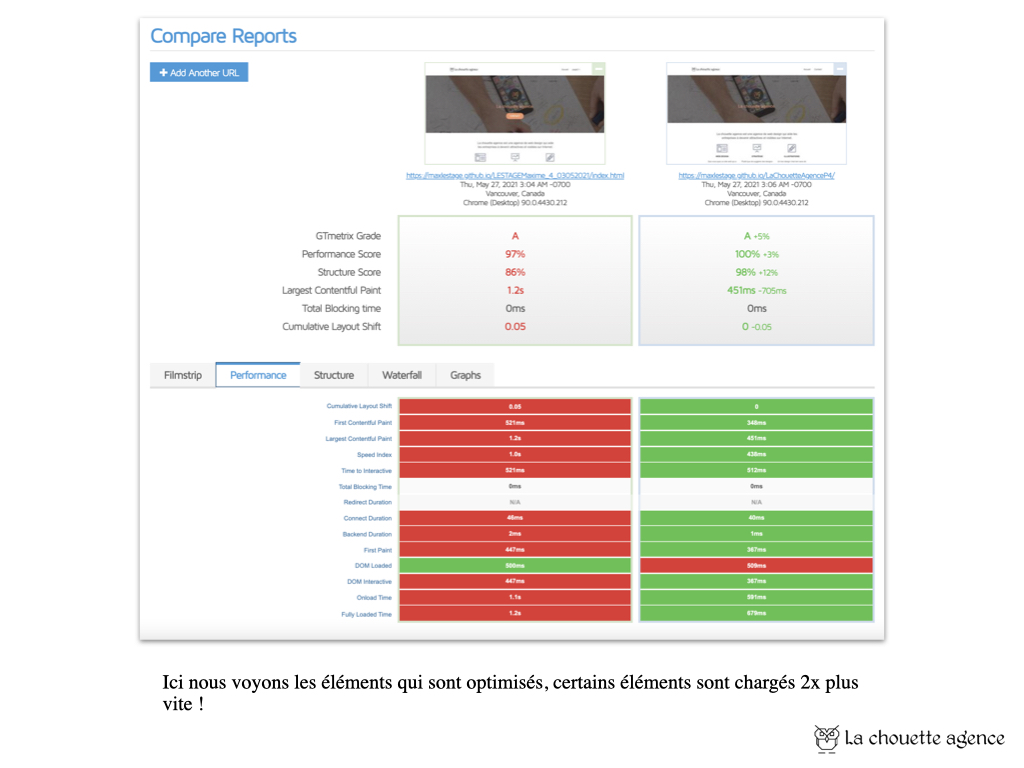 Compare Reports
+ Add Another URL
https://maxlestage.github.io/LESTAGEMaxime_4_03052021/index.html
Thu, May 27, 2021 3:04 AM -0700
Vancouver, Canada
Chrome (Desktop) 90.0.4430.212
https://maxlestage.github.io/LaChouetteAgenceP4/
Thu, May 27, 2021 3:06 AM -0700
Vancouver, Canada
Chrome (Desktop) 90.0.4430.212
GTmetrix Grade A A +5%
Performance Score 97% 100% +3%
Structure Score 86% 98% +12%
Largest Contentful Paint 1.2s 451ms -705ms
Total Blocking time 0ms 0ms
Cumulative Layout Shift 0.05 0 -0.05
Filmstrip Performance Structure Waterfall Graphs
Cumulative Layout Shift 0.05 0
First Contentful Paint 521ms 348ms
Largest Contentful Paint 1.2s 451ms
Speed Index 1.0s 438ms
Time to Interactive 521ms 512ms
Total Blocking Time 0ms 0ms
Redirect Duration N/A N/A
Connect Duration 46ms 40ms
Backend Duration 2ms 1ms
First Paint 447ms 367ms
DOM Loaded 500ms 509ms
DOM Interactive 447ms 367ms
Onload Time 1.1s 591ms
Fully Loaded Time 1.2s 679ms
Ici nous voyons les éléments qui sont optimisés, certains éléments sont chargés 2x plus
vite !
La chouette agence